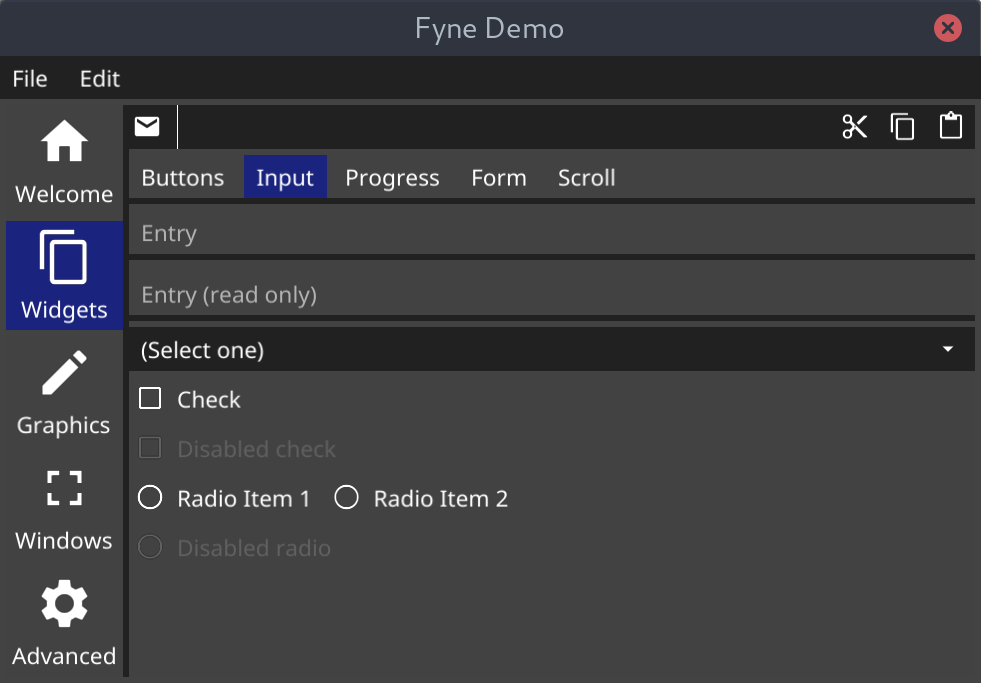 Fyne Demo
File Edit
Welcome
Widgets
Graphics
Windows
Advanced
Buttons Input Progress Form Scroll
Entry
Entry (read only)
(Select one)
Check
Disabled check
Radio Item 1 Radio Item 2
Disabled radio